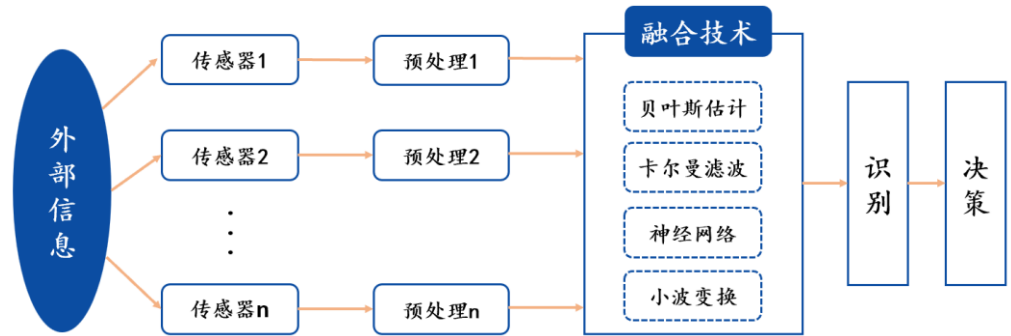 外部信息
传感器1
预处理1
传感器2
预处理2
传感器n
预处理n
融合技术
贝叶斯估计
卡尔曼滤波
神经网络
小波变换
识别
决策